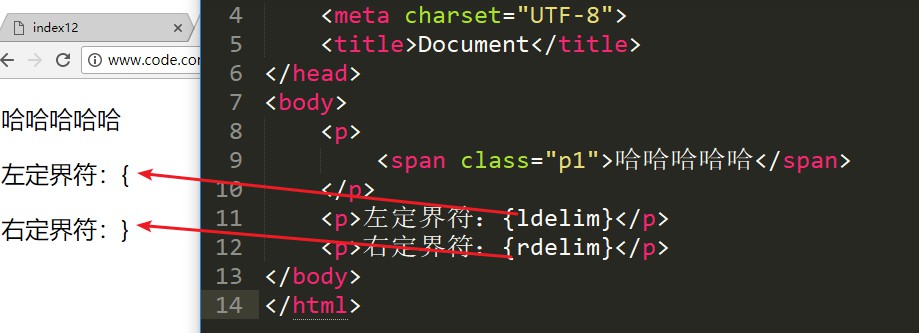 index12
www.code.co
哈哈哈哈哈
左定界符：{
右定界符：}
4 <meta charset="UTF-8">
5 <title>Document</title>
6 </head>
7 <body>
8 <p>
9 <span class="p1">哈哈哈哈哈</span>
10 </p>
11 <p>左定界符：{ldelim}</p>
12 <p>右定界符：{rdelim}</p>
13 </body>
14 </html>